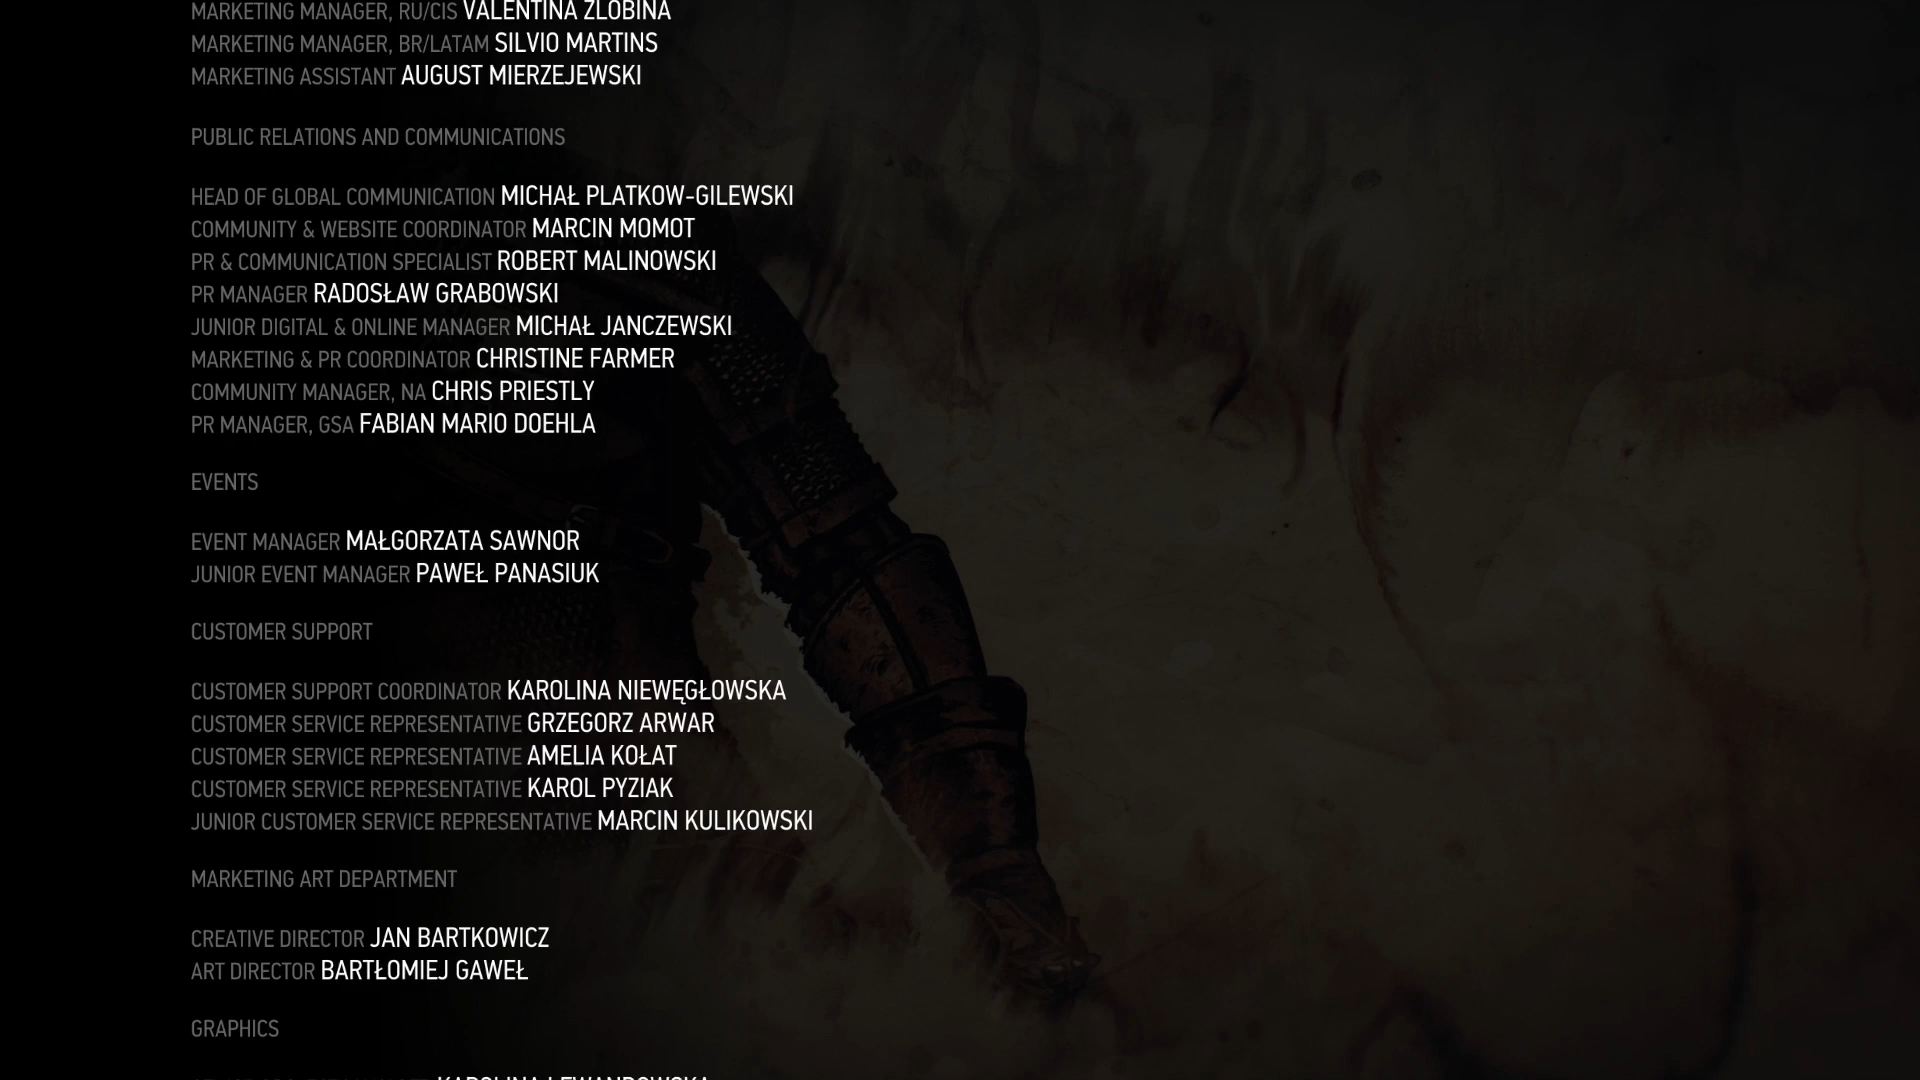 MARKETING MANAGER, RU/CIS VALENTINA ZLOBINA
MARKETING MANAGER, BR/LATAM SILVIO MARTINS
MARKETING ASSISTANT AUGUST MIERZEJEWSKI
PUBLIC RELATIONS AND COMMUNICATIONS
HEAD OF GLOBAL COMMUNICATION MICHAŁ PLATKOW-GILEWSKI
COMMUNITY & WEBSITE COORDINATOR MARCIN MOMOT
PR & COMMUNICATION SPECIALIST ROBERT MALINOWSKI
PR MANAGER RADOSŁAW GRABOWSKI
JUNIOR DIGITAL & ONLINE MANAGER MICHAŁ JANCZEWSKI
MARKETING & PR COORDINATOR CHRISTINE FARMER
COMMUNITY MANAGER, NA CHRIS PRIESTLY
PR MANAGER, GSA FABIAN MARIO DOEHLA
EVENTS
EVENT MANAGER MAŁGORZATA SAWNOR
JUNIOR EVENT MANAGER PAWEŁ PANASIUK
CUSTOMER SUPPORT
CUSTOMER SUPPORT COORDINATOR KAROLINA NIEWĘGŁOWSKA
CUSTOMER SERVICE REPRESENTATIVE GRZEGORZ ARWAR
CUSTOMER SERVICE REPRESENTATIVE AMELIA KOŁAT
CUSTOMER SERVICE REPRESENTATIVE KAROL PYZIAK
JUNIOR CUSTOMER SERVICE REPRESENTATIVE MARCIN KULIKOWSKI
MARKETING ART DEPARTMENT
CREATIVE DIRECTOR JAN BARTKOWICZ
ART DIRECTOR BARTŁOMIEJ GAWEŁ
GRAPHICS
KAROLINA LEWANDOWSKA